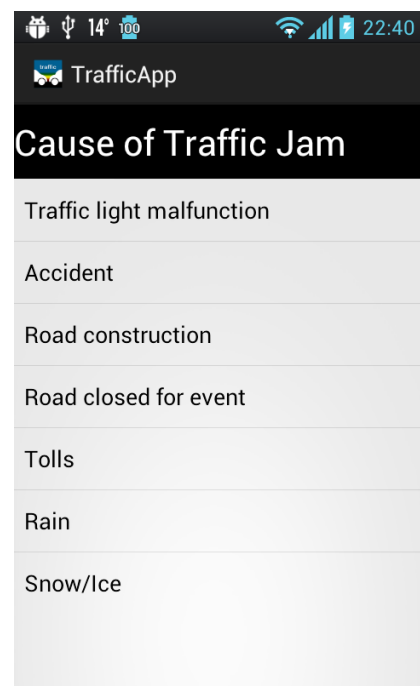 14° 100 22:40
traffic TrafficApp
Cause of Traffic Jam
Traffic light malfunction
Accident
Road construction
Road closed for event
Tolls
Rain
Snow/Ice